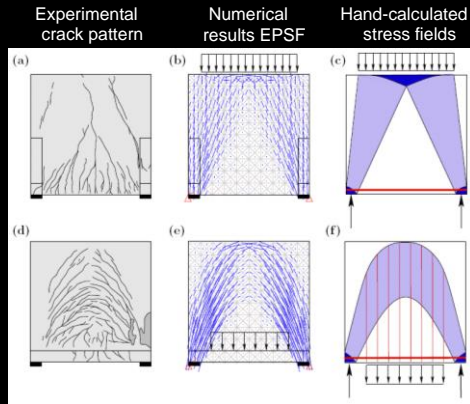 Experimental
crack pattern
Numerical
results EPSF
Hand-calculated
stress fields
(a)
(b)
(c)
(d)
(e)
(f)